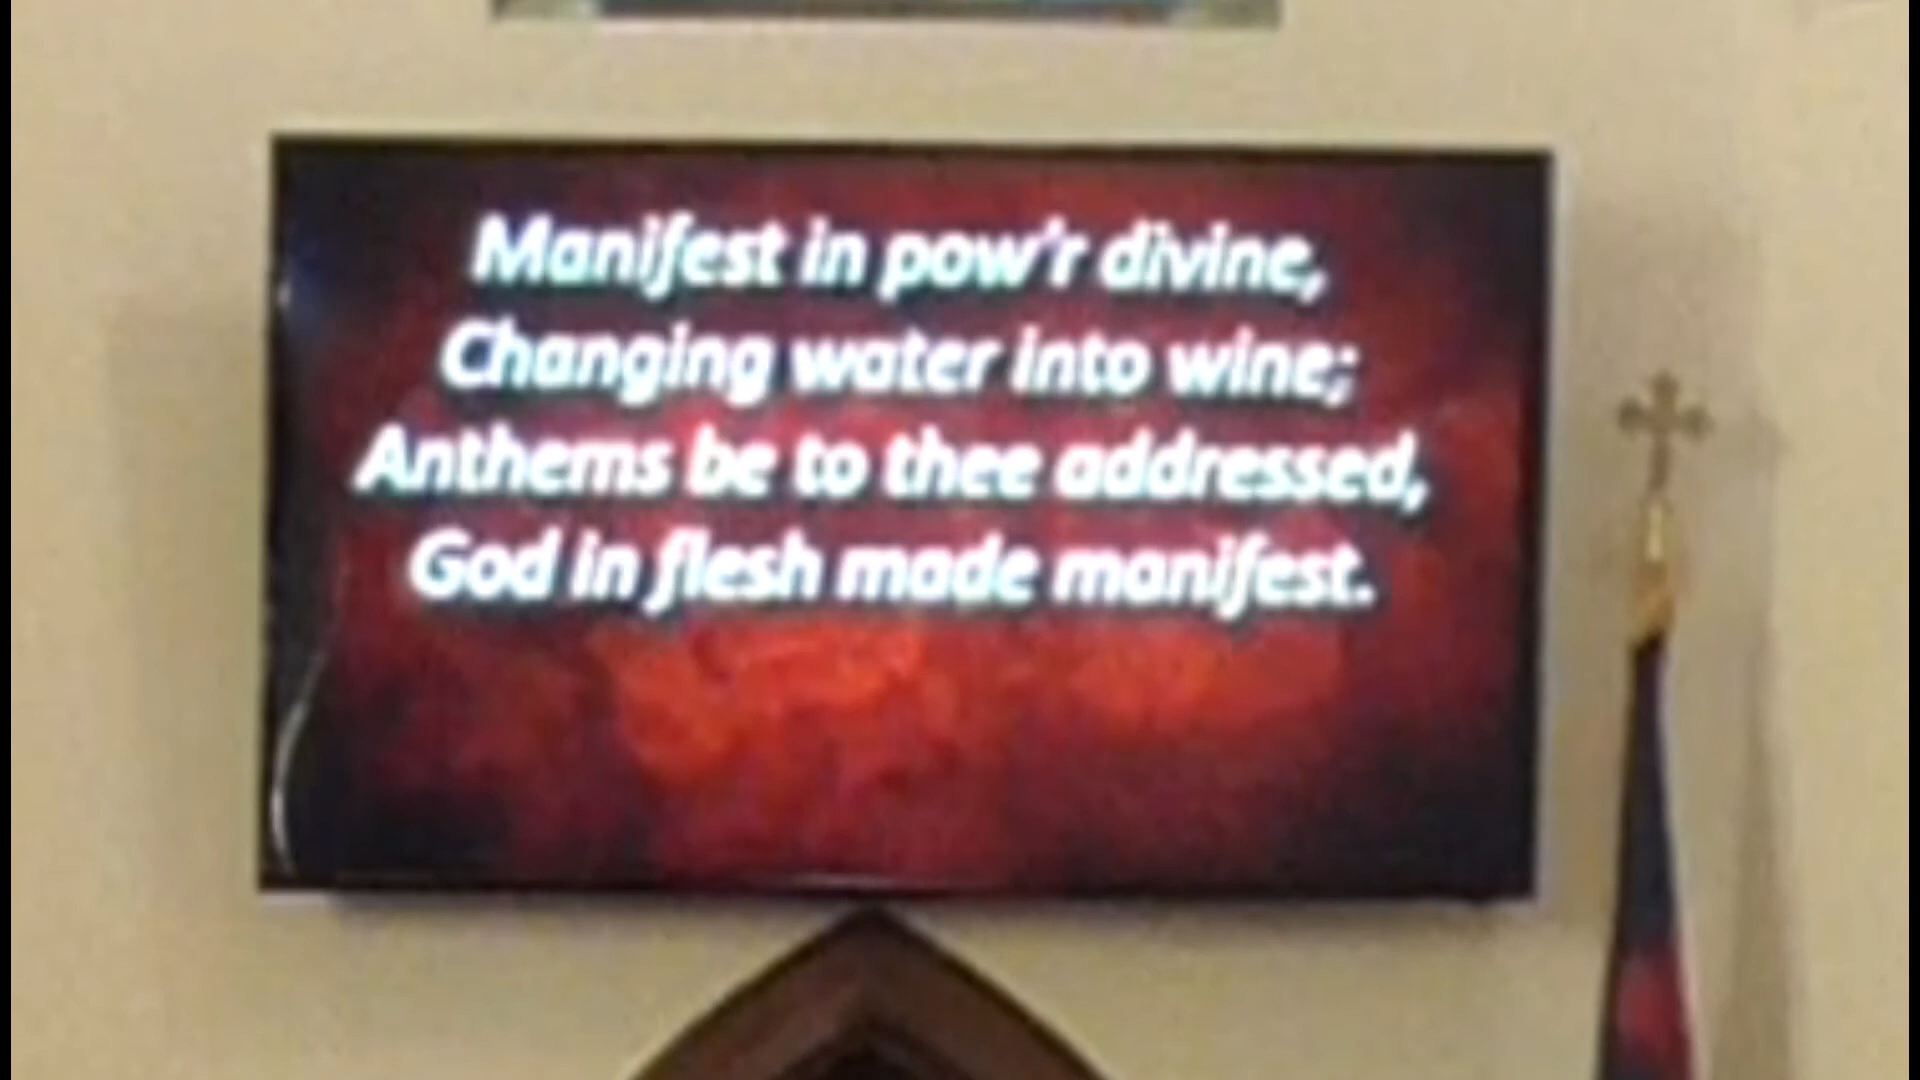 Manifest in pow'r divine,
Changing water into wine;
Anthems be to thee addressed,
God in flesh made manifest.